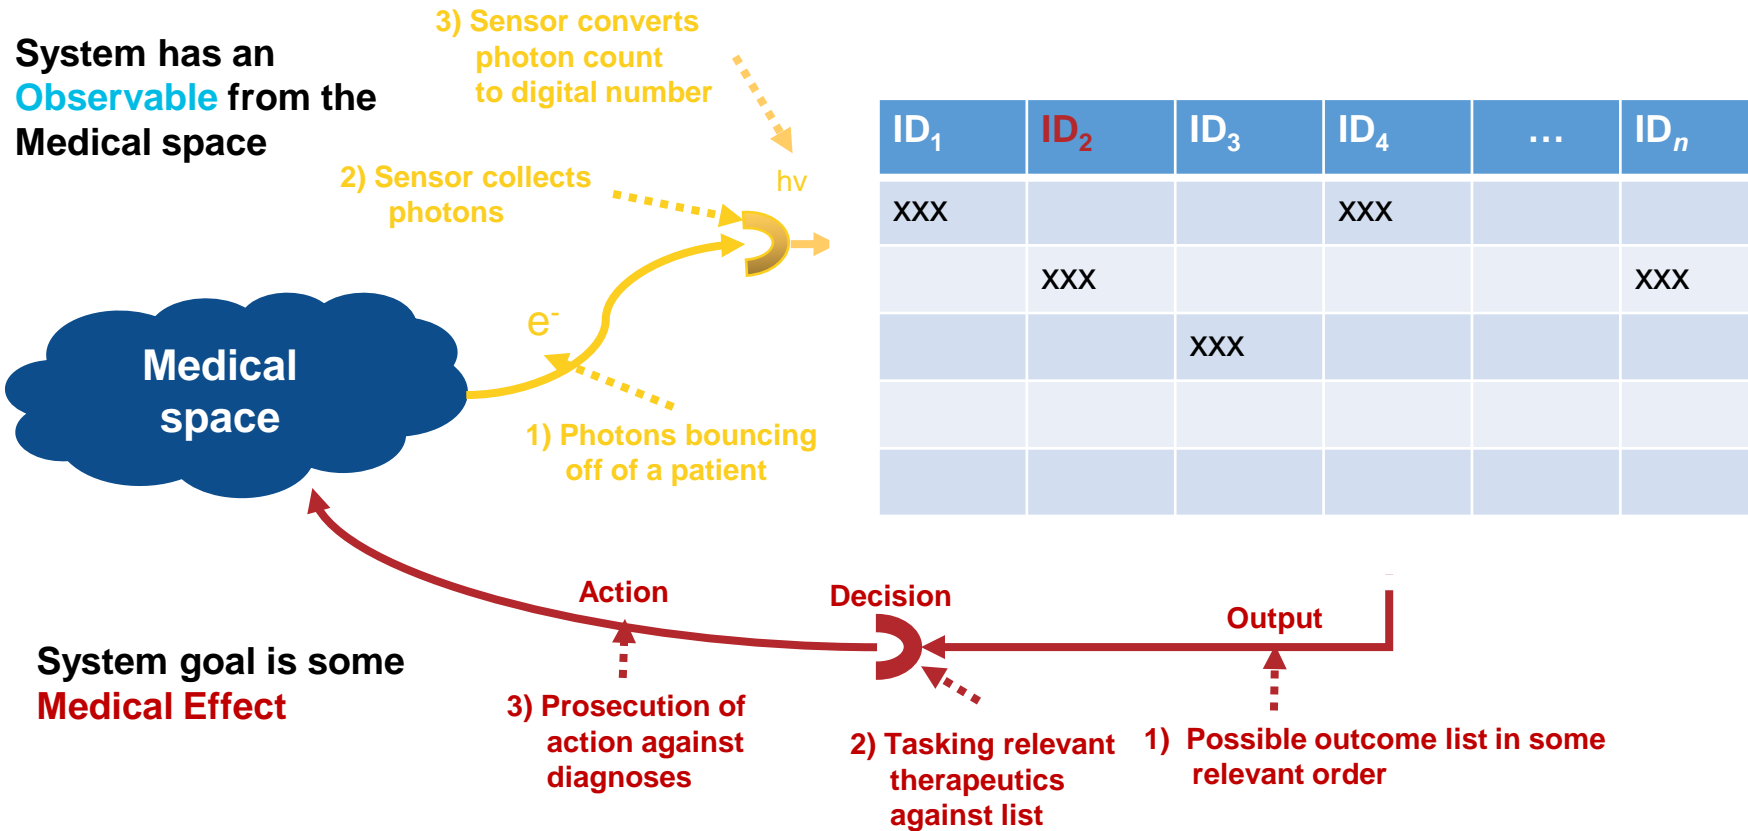 System has an
Observable from the
Medical space
3) Sensor converts
photon count
to digital number
2) Sensor collects
photons
hv
e-
1) Photons bouncing
off of a patient
Medical
space
ID1 ID2 ID3 ID4 ... IDn
xxx xxx
xxx xxx
xxx
Action
Decision
Output
System goal is some
Medical Effect
3) Prosecution of
action against
diagnoses
2) Tasking relevant
therapeutics
against list
1) Possible outcome list in some
relevant order